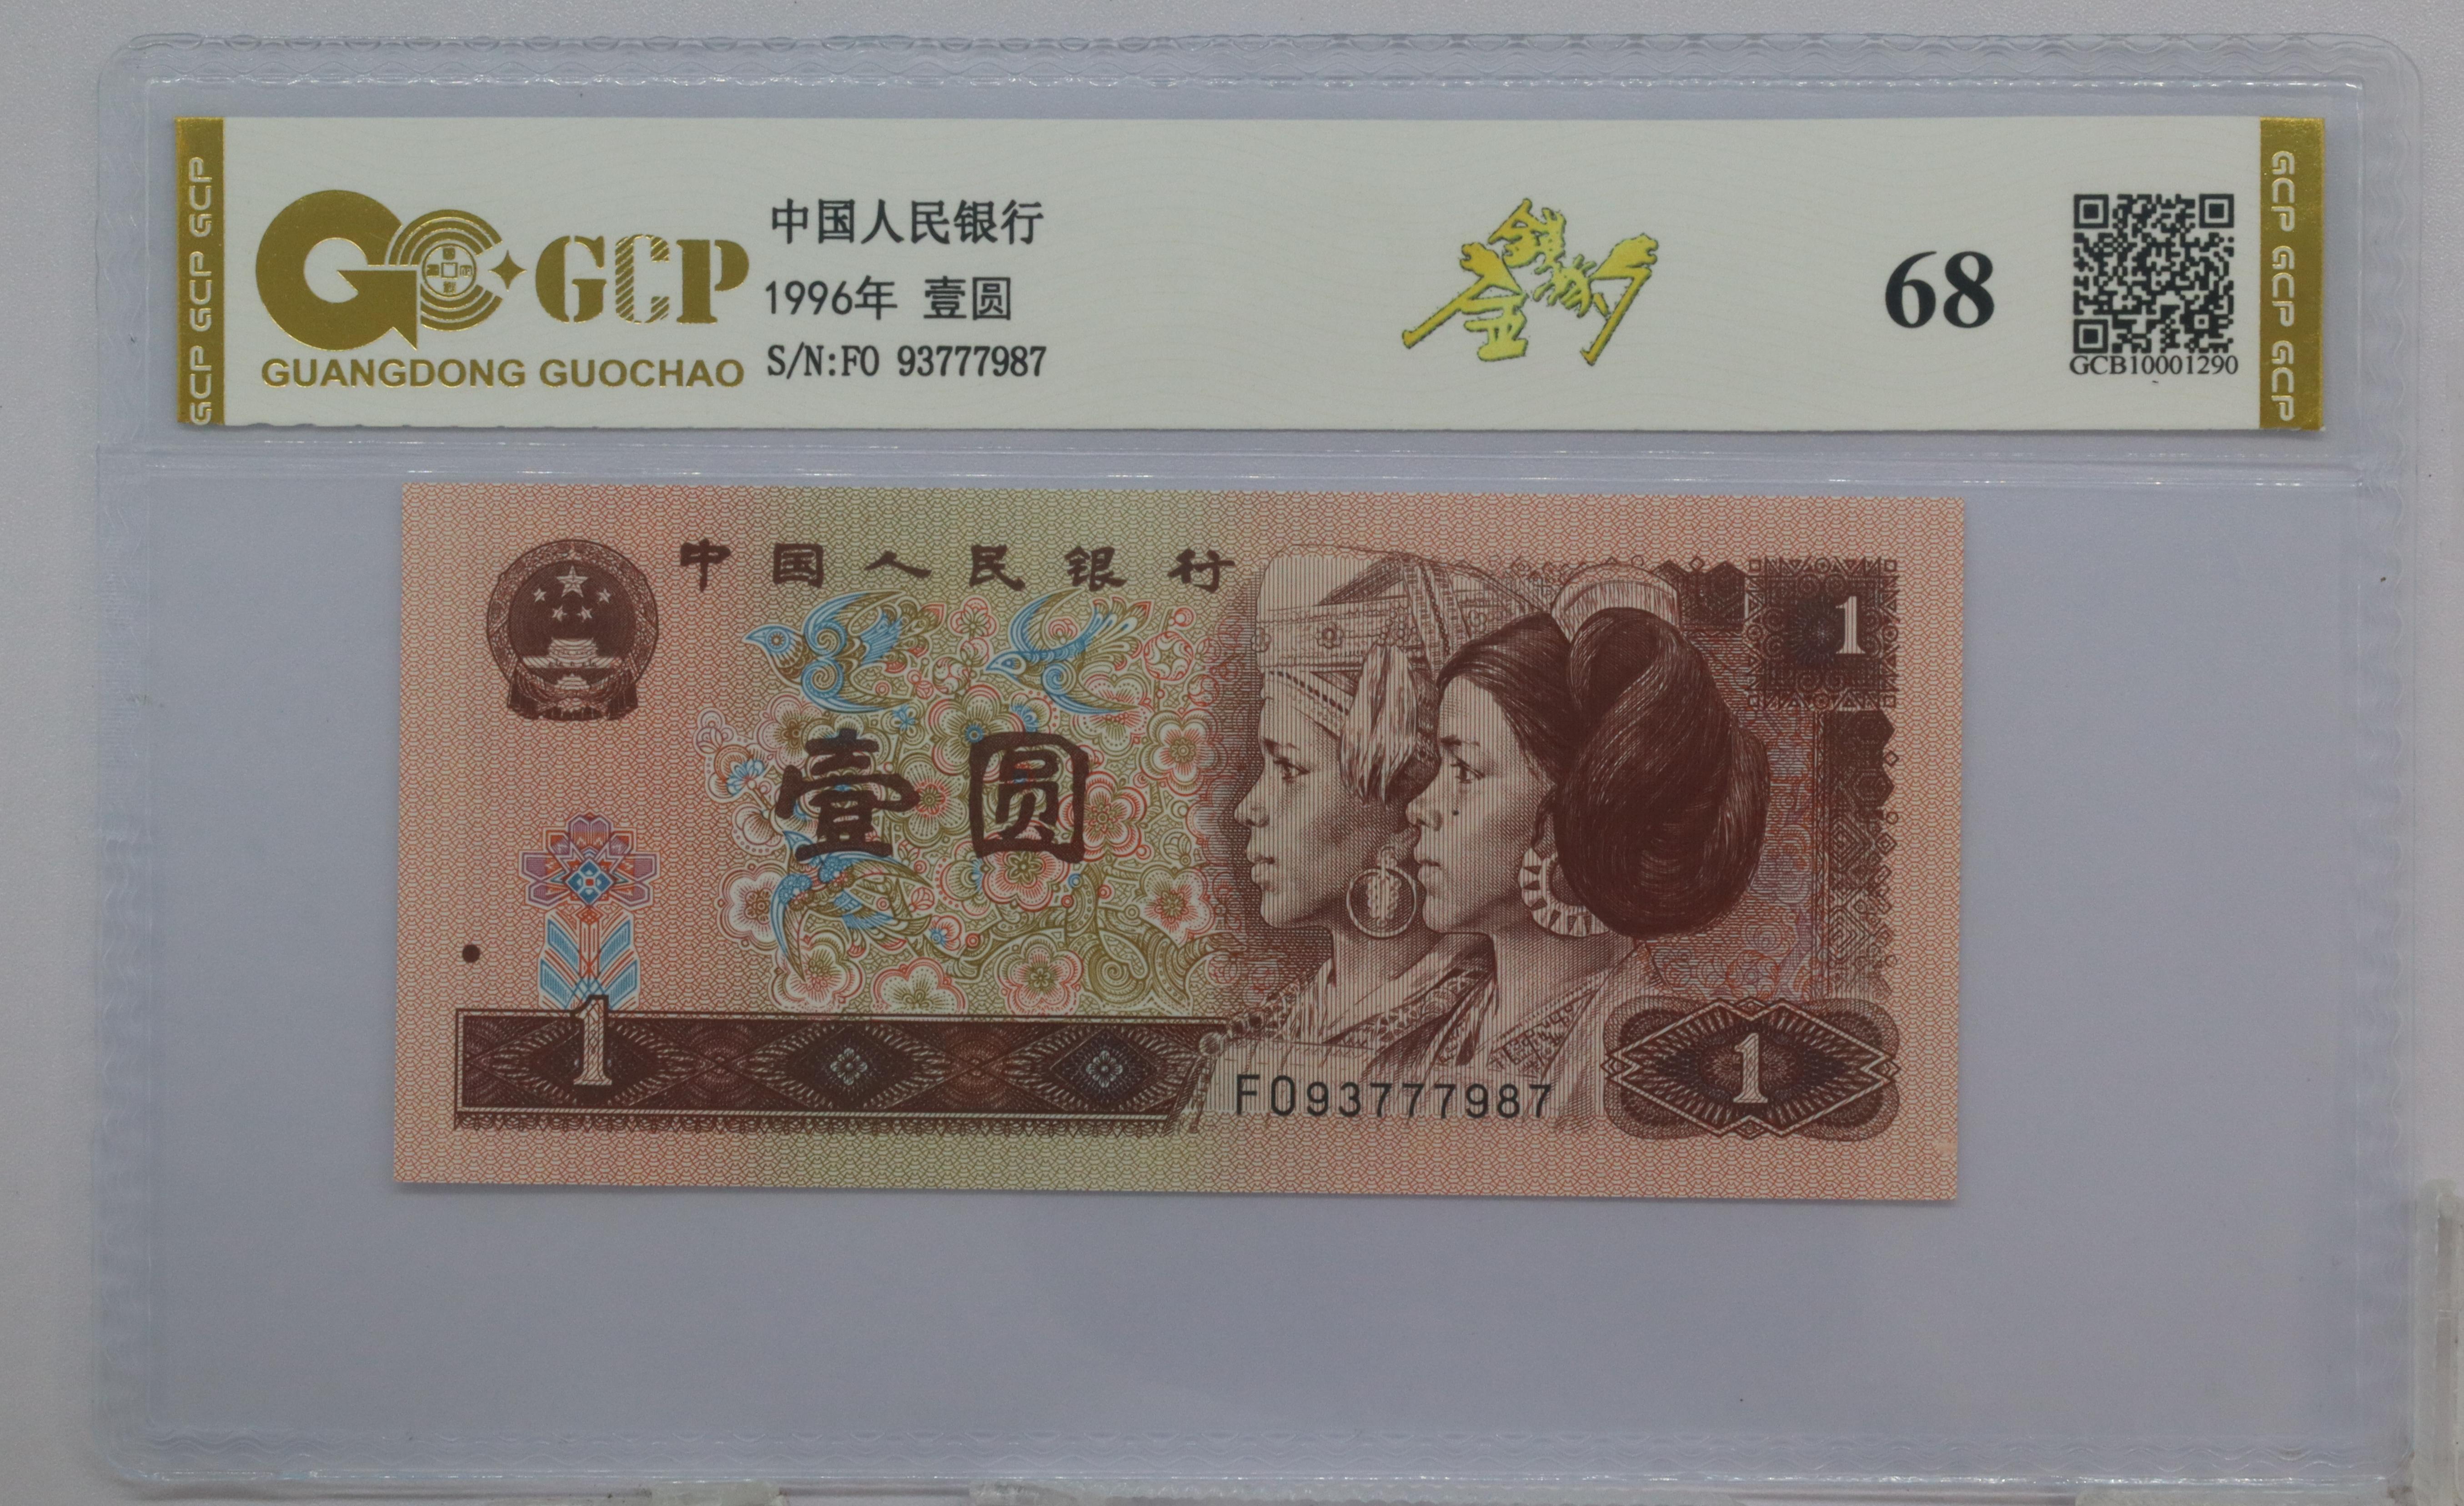 GCP GCP GCP
GCP
GUANGDONG GUOCHAO
中国人民银行
1996年 壹圆
S/N:F0 93777987
68
GCB10001290
GCP GCP GCP
中国人民银行
1
壹圆
1
F093777987
1